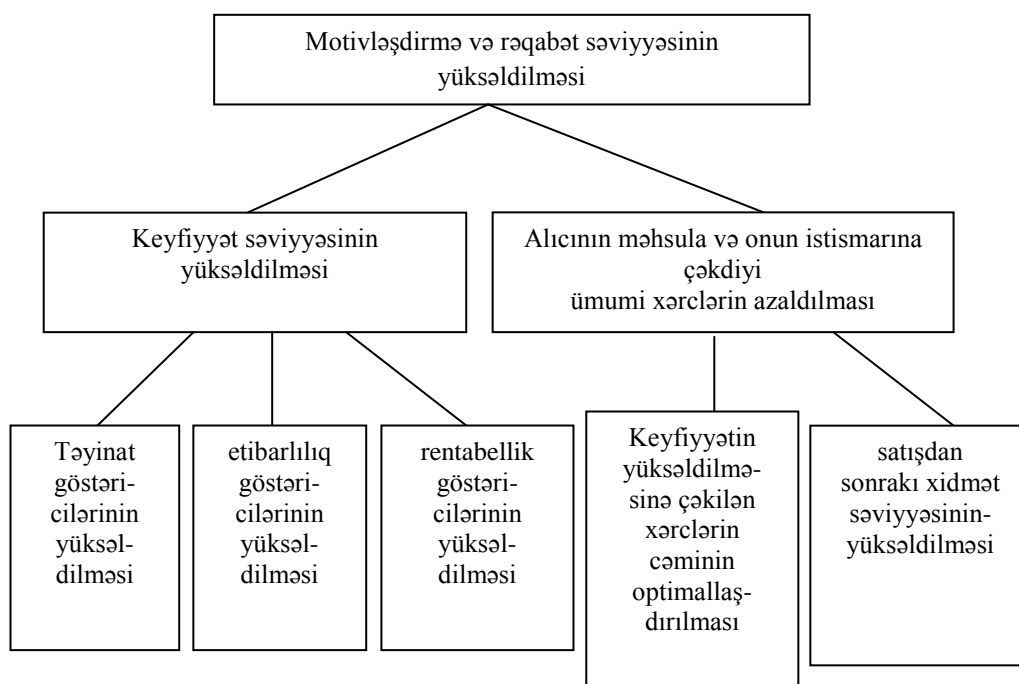 Motivləşdirmə və rəqabət səviyyəsinin
yüksəldilməsi
Keyfiyyət səviyyəsinin
yüksəldilməsi
Alıcının məhsula və onun istismarına
çəkdiyi
ümumi xərclərin azaldılması
Təyinat
göstəri-
cilərinin
yüksəl-
dilməsi
etibarlılıq
göstəri-
cilərinin
yüksəl-
dilməsi
rentabellik
göstəri-
cilərinin
yüksəl-
dilməsi
Keyfiyyətin
yüksəldilmə-
sinə çəkilən
xərclərin
cəminin
optimallaş-
dırılması
satışdan
sonrakı xidmət
səviyyəsinin-
yüksəldilməsi